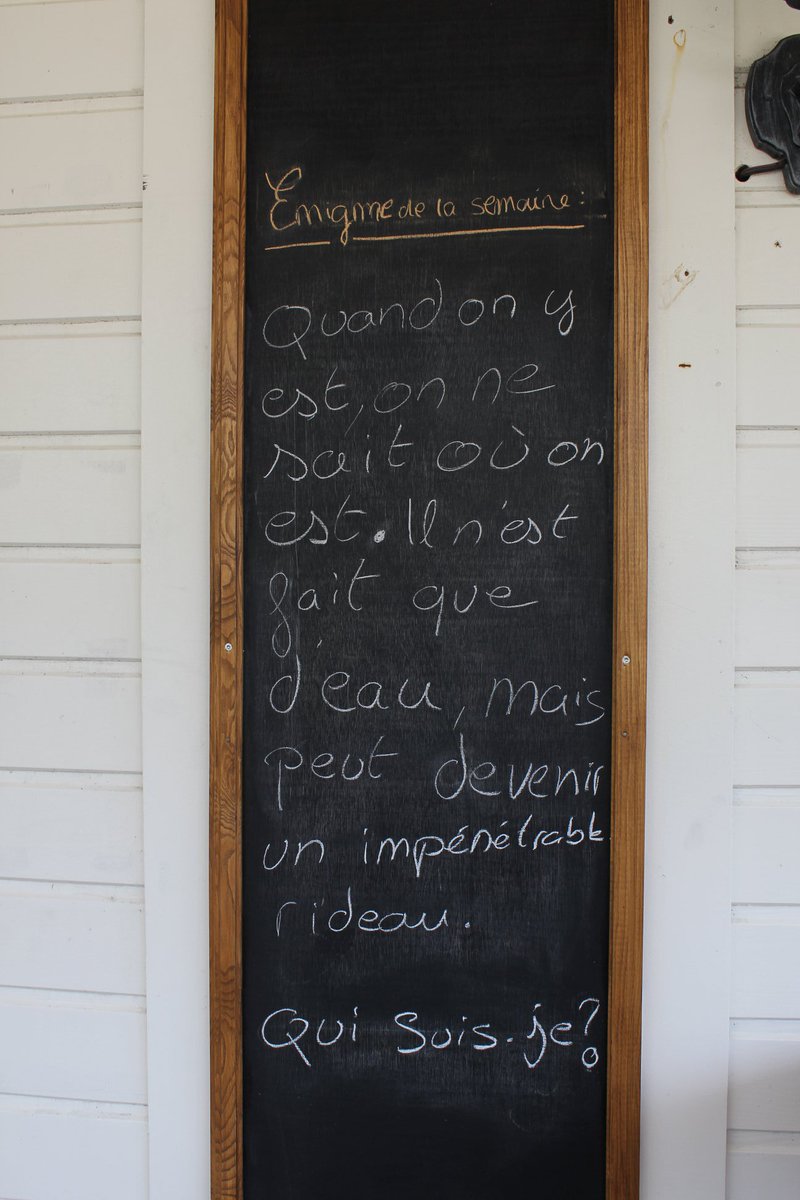 Énigme de la semaine :
Quand on y
est, on ne
sait où on
est. Il n'est
fait que
d'eau, mais
peut devenir
un impénétrable
rideau.
Qui suis-je?